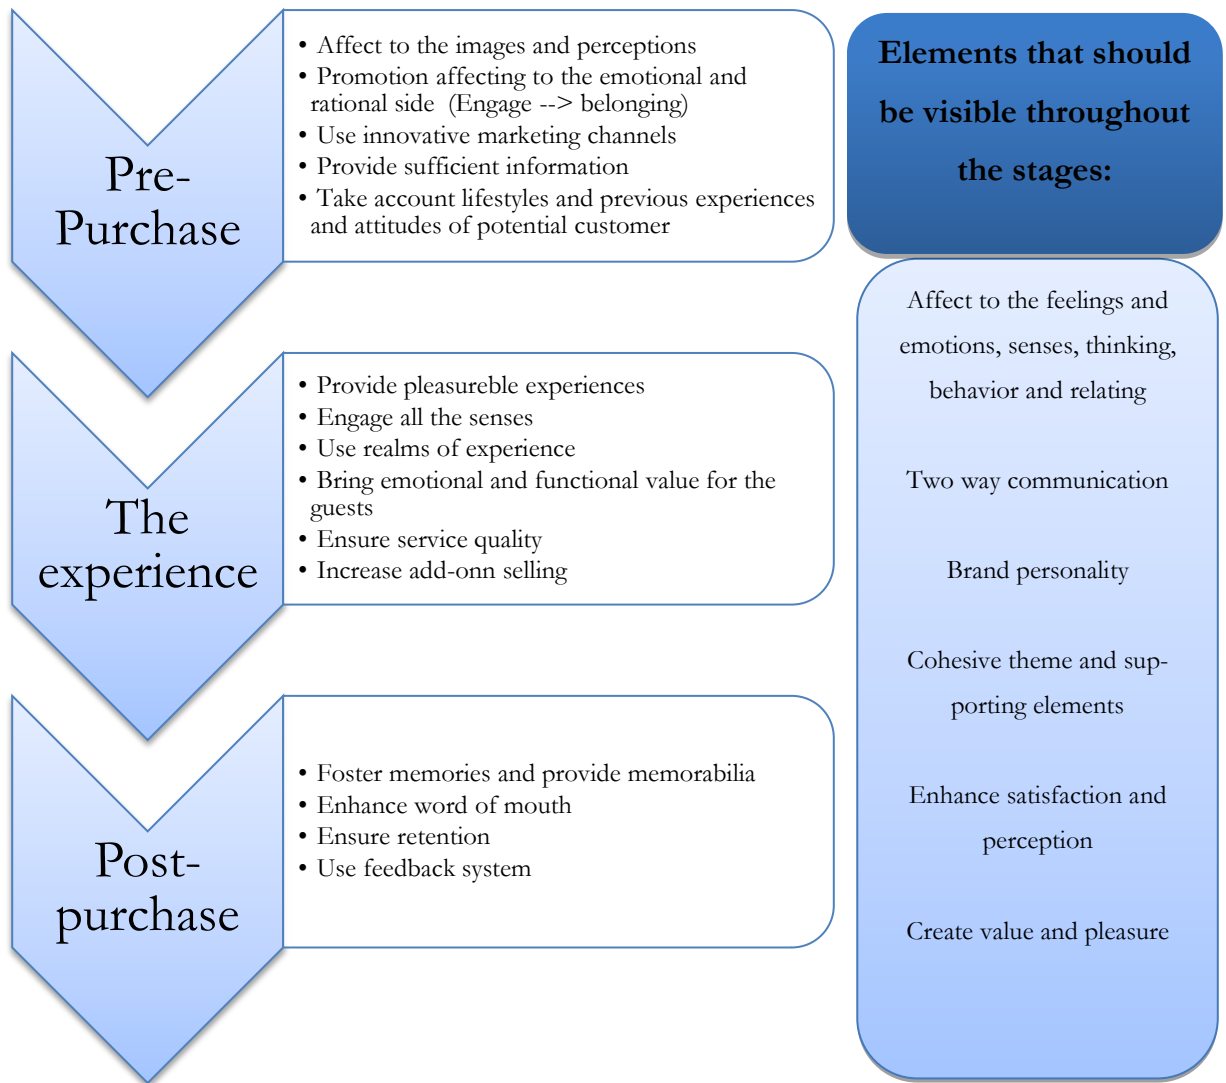 Pre-
Purchase
• Affect to the images and perceptions
• Promotion affecting to the emotional and
rational side (Engage --> belonging)
• Use innovative marketing channels
• Provide sufficient information
• Take account lifestyles and previous experiences
and attitudes of potential customer
The
experience
• Provide pleasureble experiences
• Engage all the senses
• Use realms of experience
• Bring emotional and functional value for the
guests
• Ensure service quality
• Increase add-onn selling
Post-
purchase
• Foster memories and provide memorabilia
• Enhance word of mouth
• Ensure retention
• Use feedback system
Elements that should
be visible throughout
the stages:
Affect to the feelings and
emotions, senses, thinking,
behavior and relating
Two way communication
Brand personality
Cohesive theme and sup-
porting elements
Enhance satisfaction and
perception
Create value and pleasure